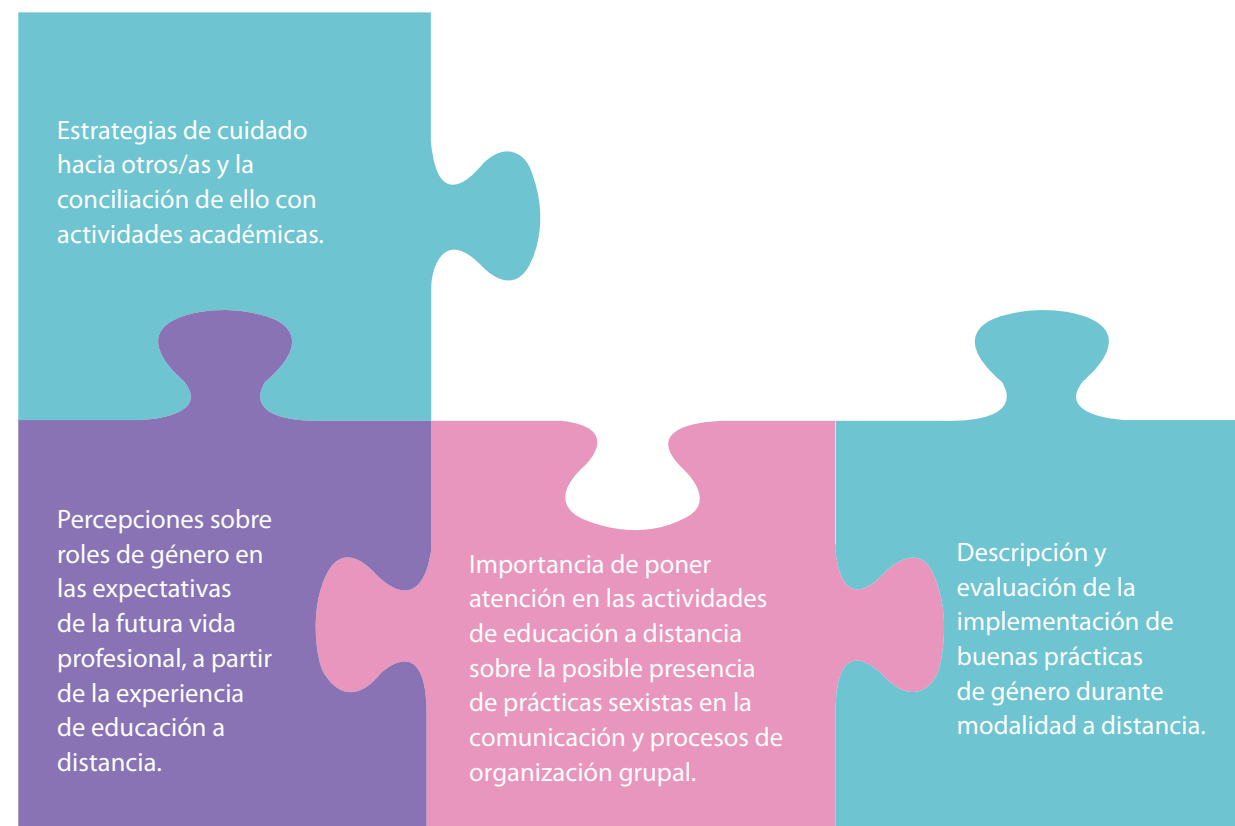 Estrategias de cuidado
hacia otros/as y la
conciliación de ello con
actividades académicas.
Percepciones sobre
roles de género en
las expectativas
de la futura vida
profesional, a partir
de la experiencia
de educación a
distancia.
Importancia de poner
atención en las actividades
de educación a distancia
sobre la posible presencia
de prácticas sexistas en la
comunicación y procesos de
organización grupal.
Descripción y
evaluación de la
implementación de
buenas prácticas
de género durante
modalidad a distancia.